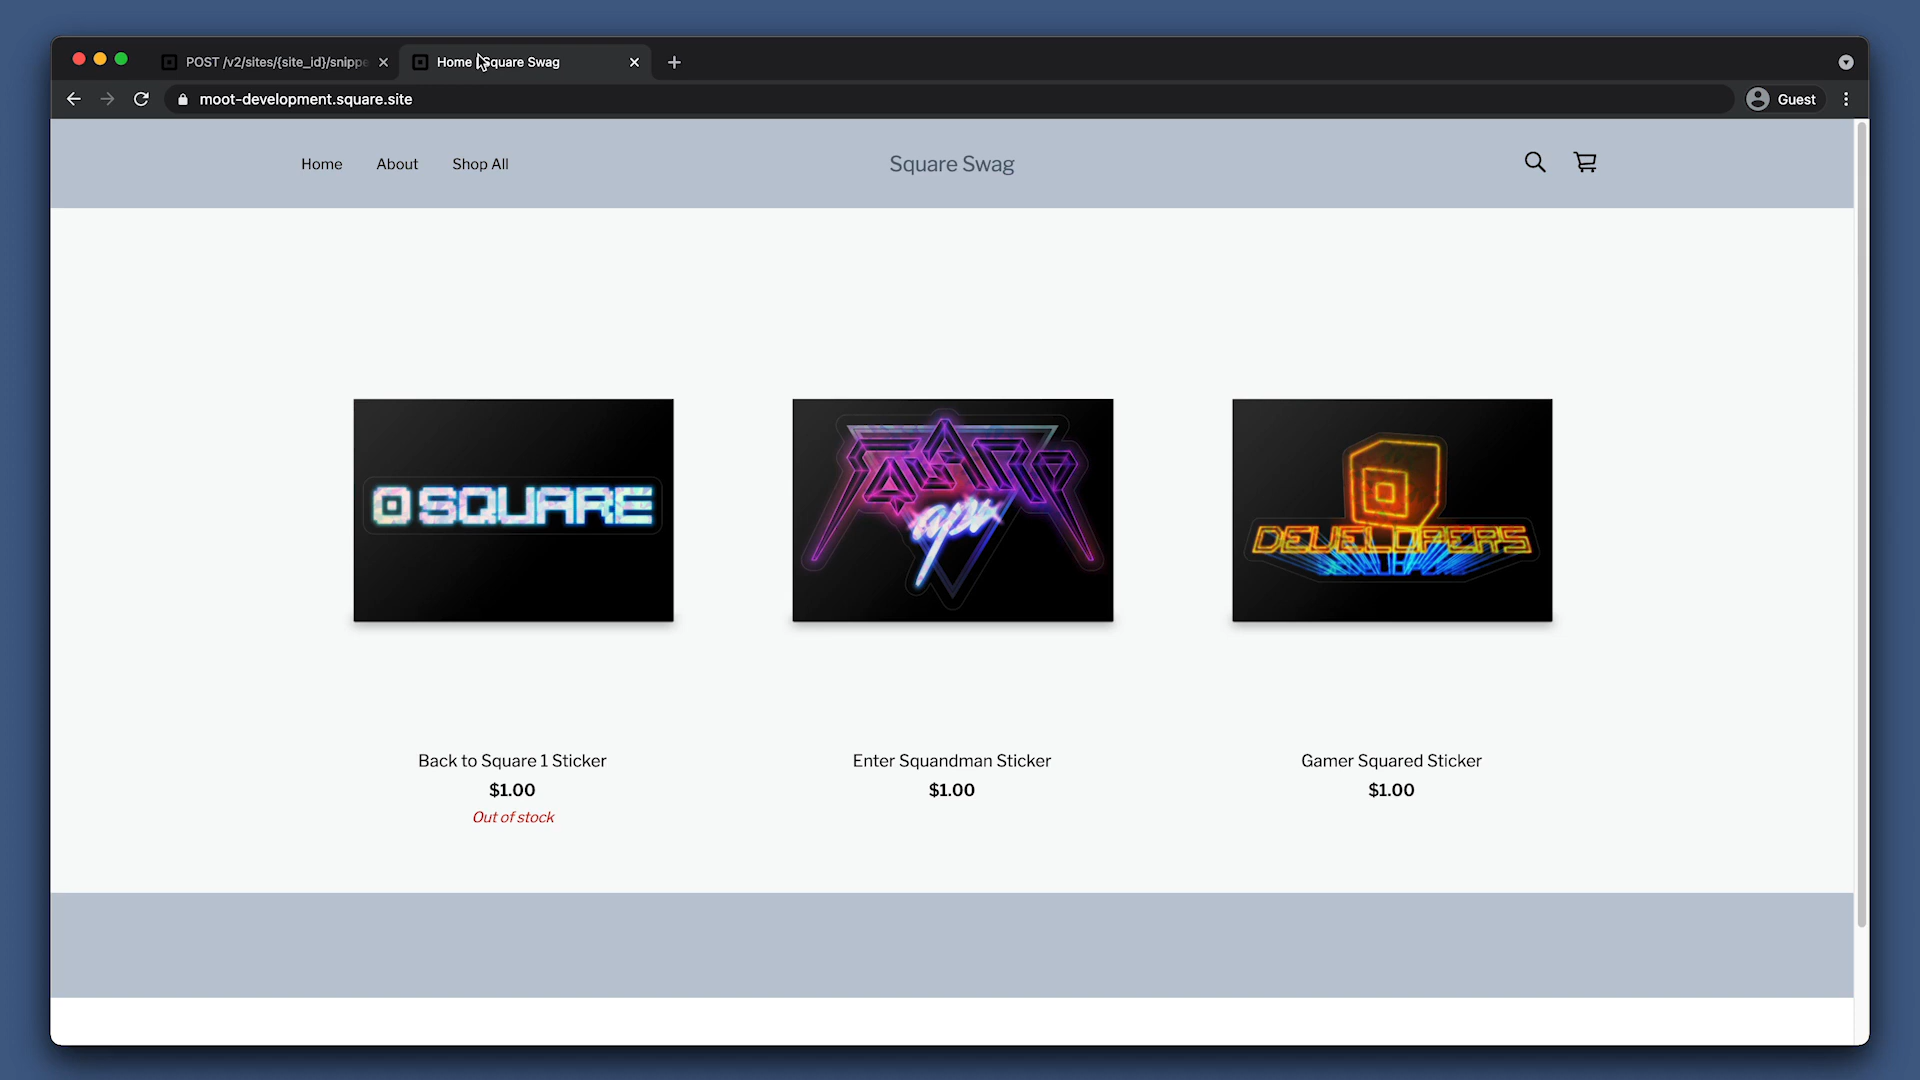 POST /v2/sites/{site_id}/snippe
Home Square Swag
moot-development.square.site
Guest
Home About Shop All
Square Swag
SQUARE
SQUARE
api
DEVELOPERS
Back to Square 1 Sticker
Enter Squandman Sticker
Gamer Squared Sticker
$1.00
$1.00
$1.00
Out of stock